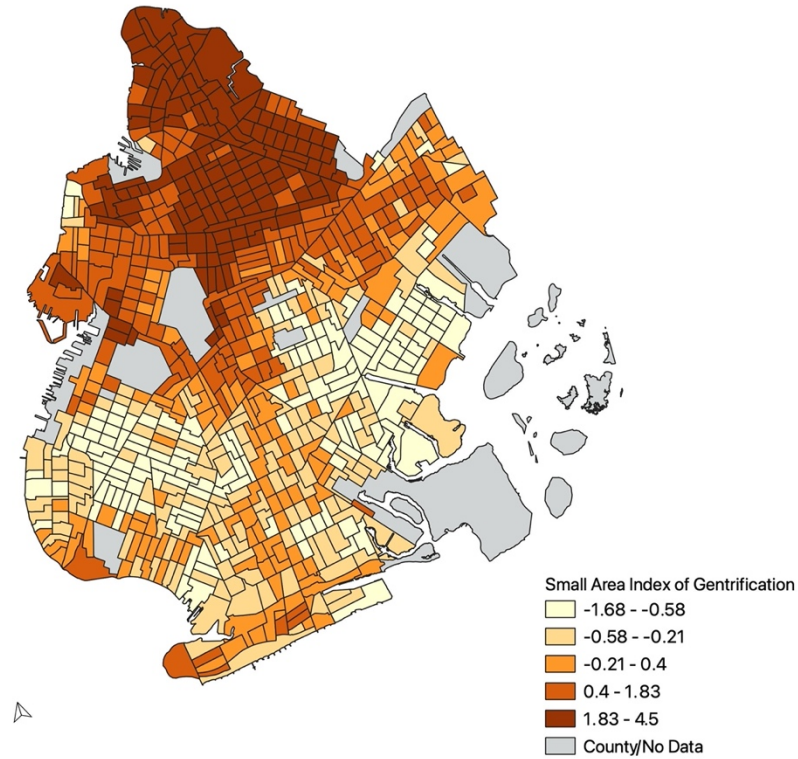 Small Area Index of Gentrification
-1.68 - -0.58
-0.58 - -0.21
-0.21 - 0.4
0.4 - 1.83
1.83 - 4.5
County/No Data